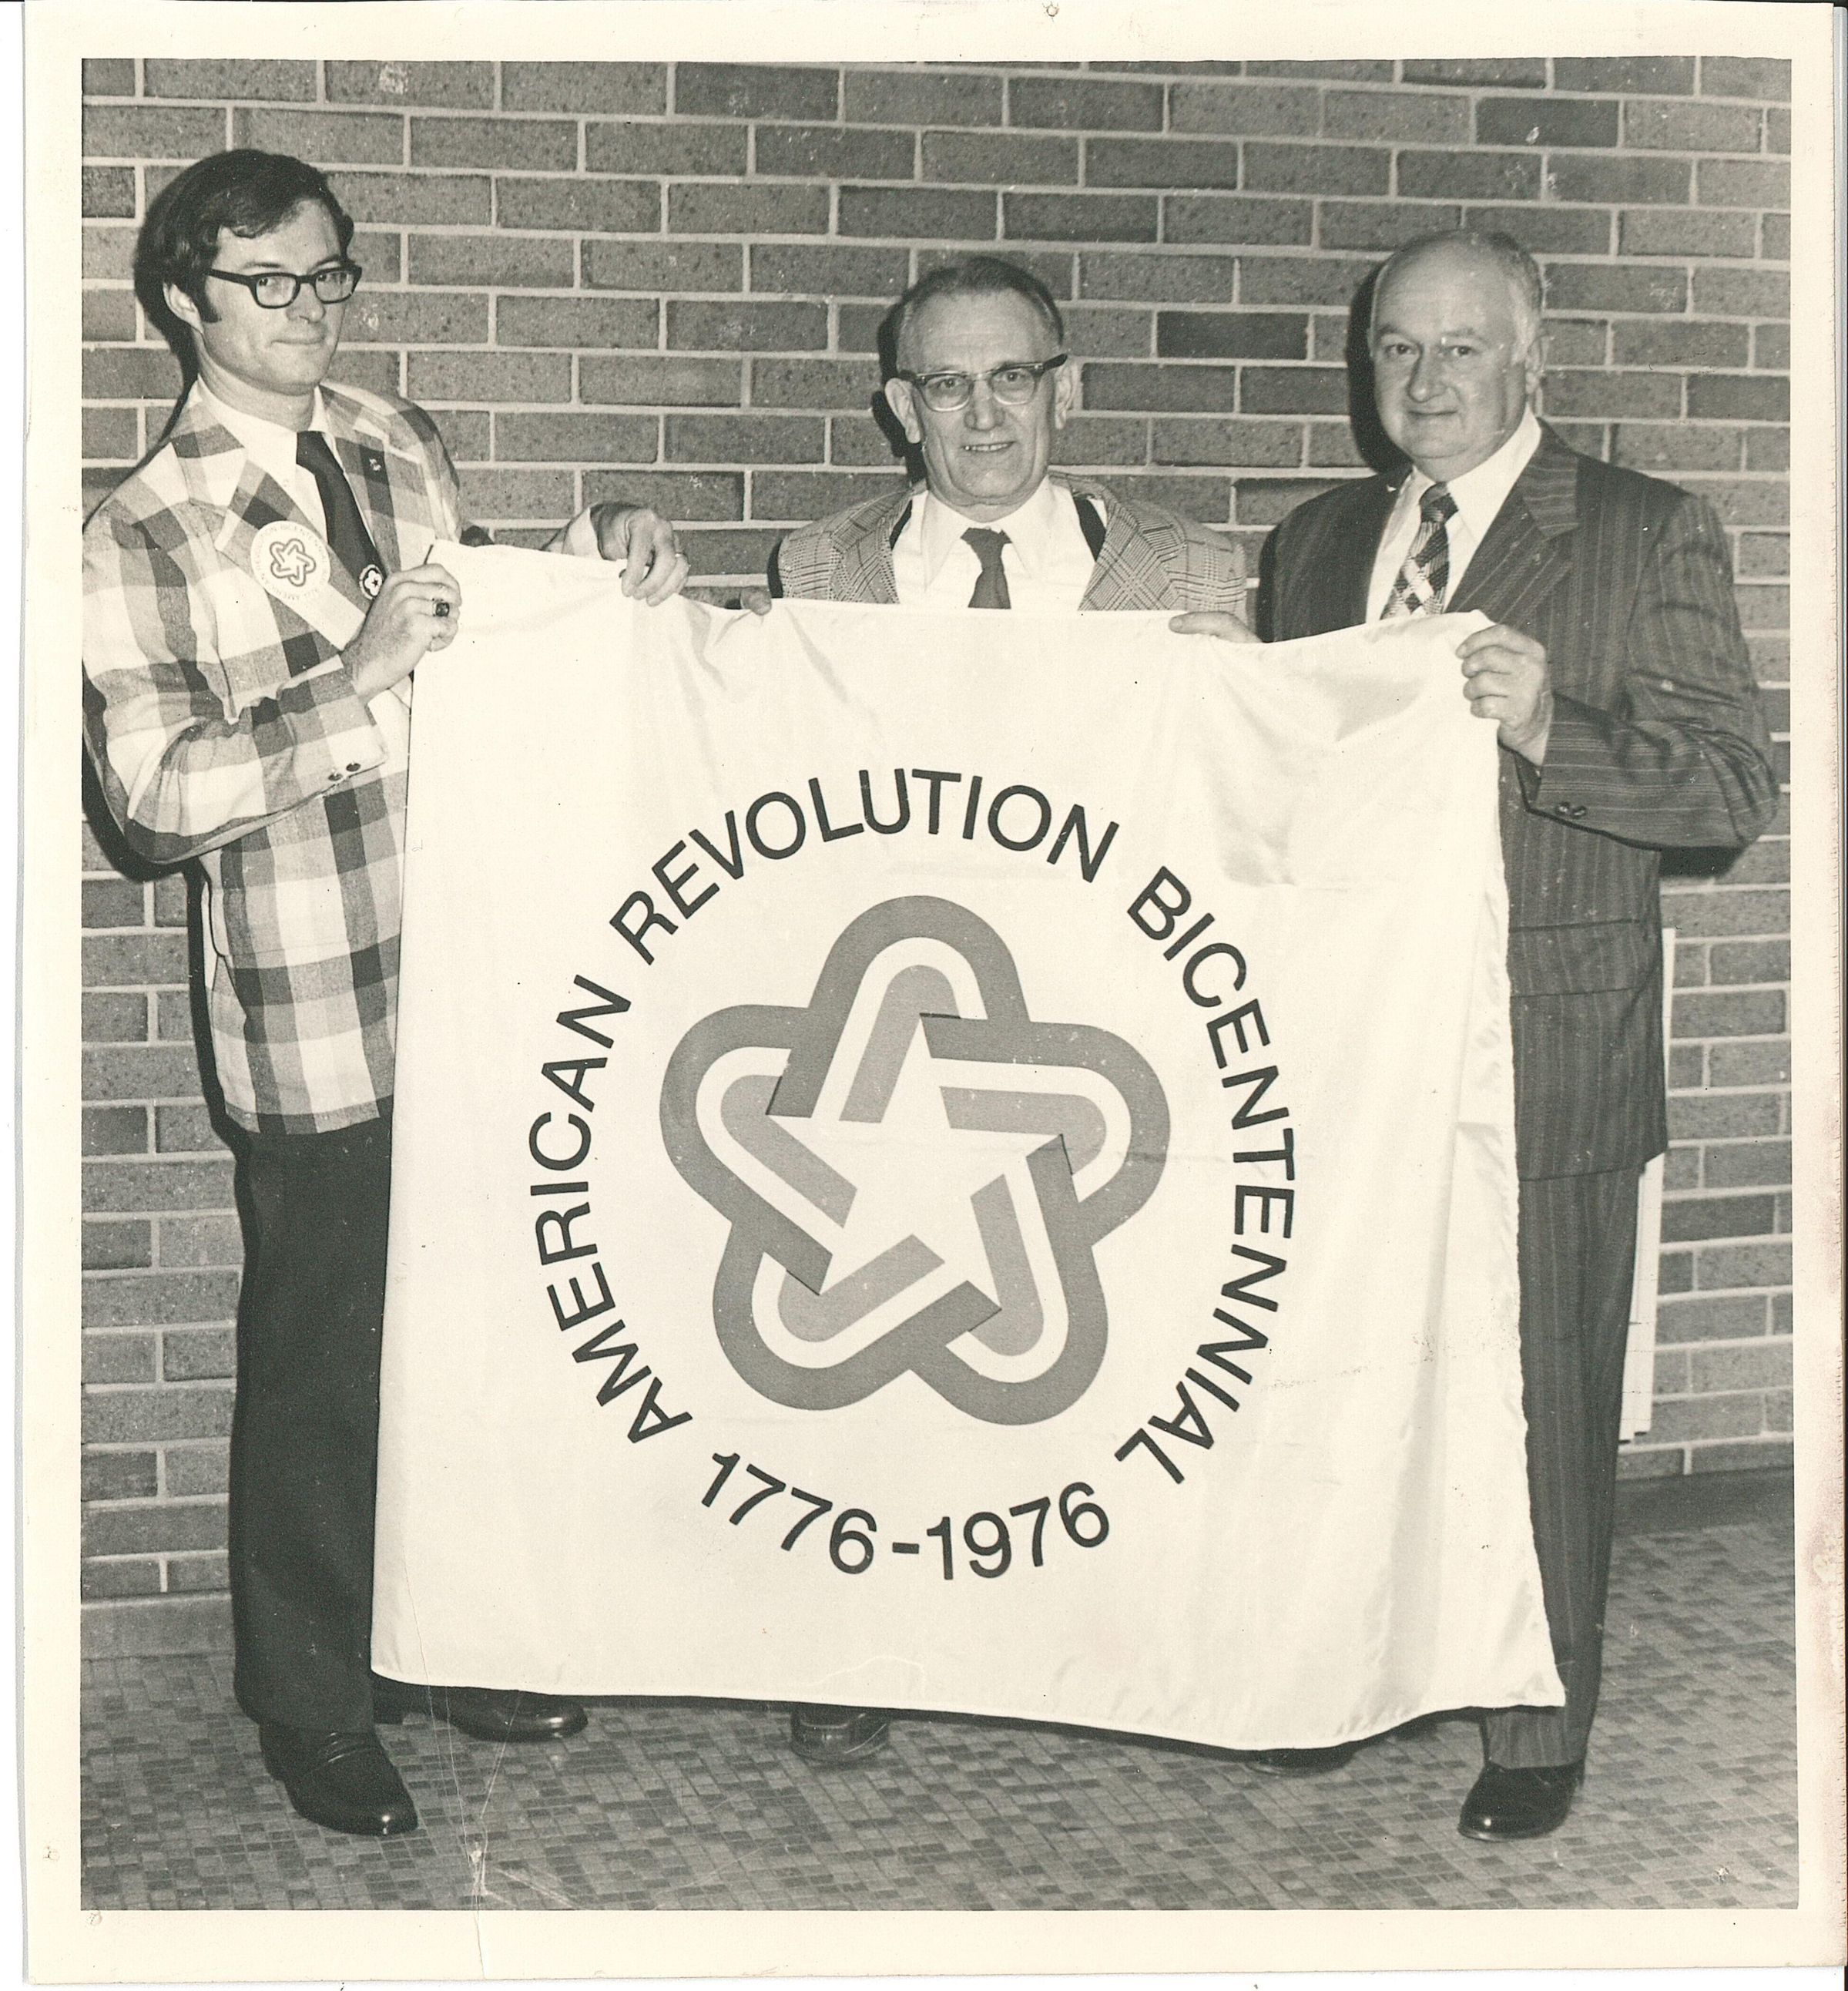 AMERICAN REVOLUTION BICENTENNIAL
1776-1976